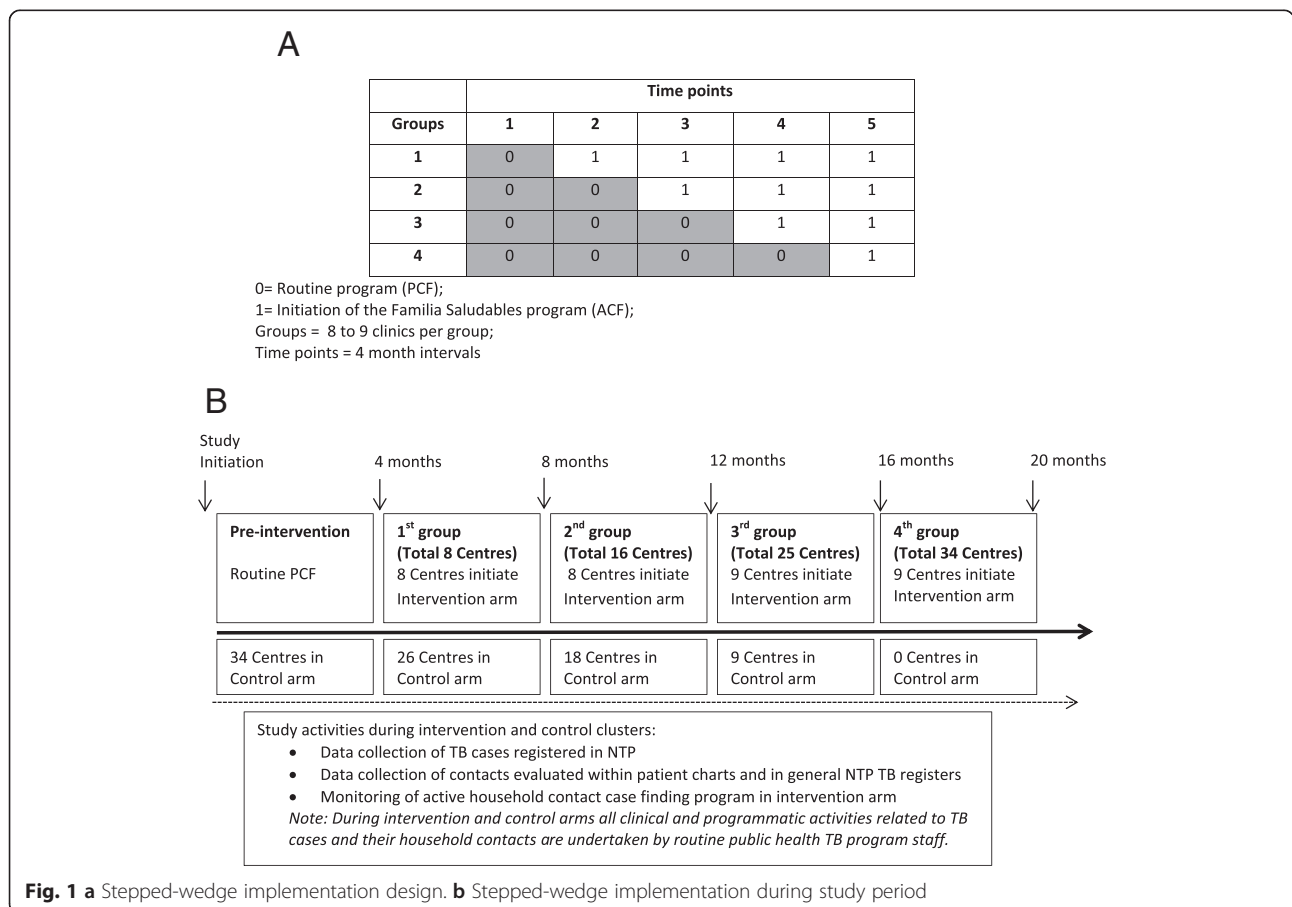 A
Time points
Groups 1 2 3 4 5
1 0 1 1 1 1
2 0 0 1 1 1
3 0 0 0 1 1
4 0 0 0 0 1
0= Routine program (PCF);
1= Initiation of the Familia Saludables program (ACF);
Groups = 8 to 9 clinics per group;
Time points = 4 month intervals
B
Study
Initiation 4 months 8 months 12 months 16 months 20 months
Pre-intervention
Routine PCF
1st group
(Total 8 Centres)
8 Centres initiate
Intervention arm
2nd group
(Total 16 Centres)
8 Centres initiate
Intervention arm
3rd group
(Total 25 Centres)
9 Centres initiate
Intervention arm
4th group
(Total 34 Centres)
9 Centres initiate
Intervention arm
34 Centres in
Control arm
26 Centres in
Control arm
18 Centres in
Control arm
9 Centres in
Control arm
0 Centres in
Control arm
Study activities during intervention and control clusters:
• Data collection of TB cases registered in NTP
• Data collection of contacts evaluated within patient charts and in general NTP TB registers
• Monitoring of active household contact case finding program in intervention arm
Note: During intervention and control arms all clinical and programmatic activities related to TB
cases and their household contacts are undertaken by routine public health TB program staff.
Fig. 1 a Stepped-wedge implementation design. b Stepped-wedge implementation during study period